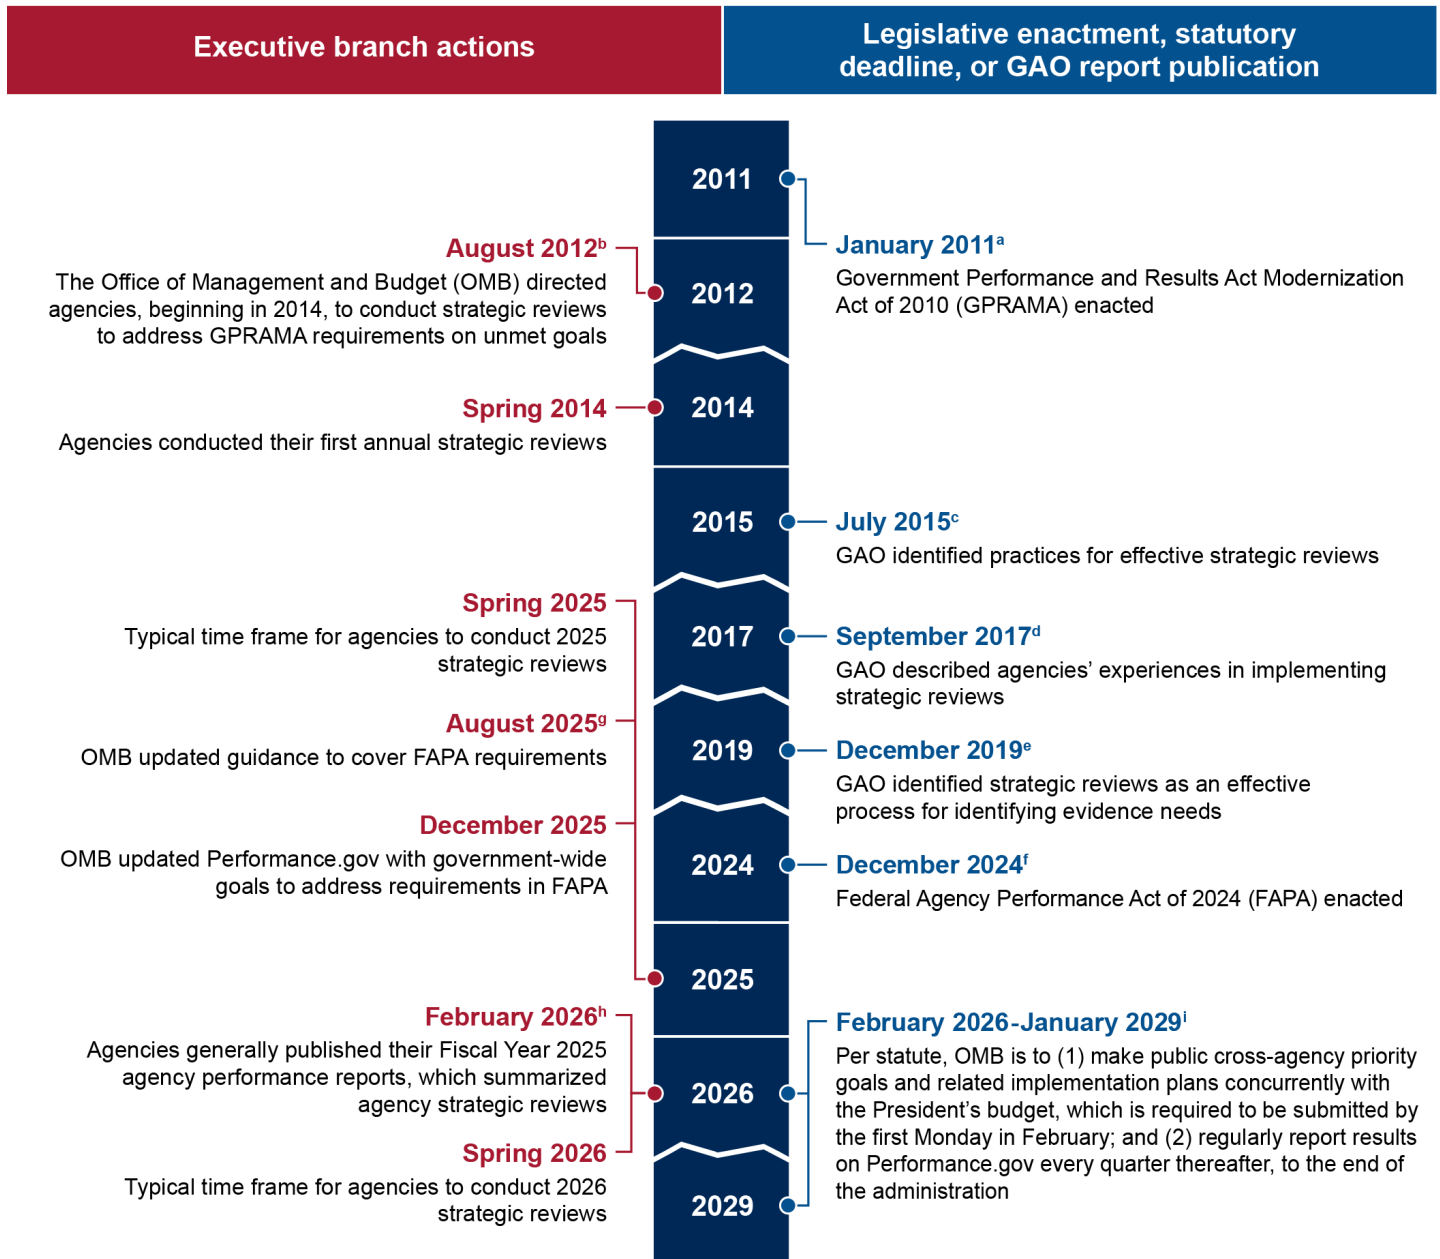 Executive branch actions
Legislative enactment, statutory
deadline, or GAO report publication
2011
January 2011ᵃ
Government Performance and Results Act Modernization
Act of 2010 (GPRAMA) enacted
August 2012ᵇ
The Office of Management and Budget (OMB) directed
agencies, beginning in 2014, to conduct strategic reviews
to address GPRAMA requirements on unmet goals
2012
Spring 2014
Agencies conducted their first annual strategic reviews
2014
2015
July 2015ᶜ
GAO identified practices for effective strategic reviews
Spring 2025
Typical time frame for agencies to conduct 2025
strategic reviews
2017
September 2017ᵈ
GAO described agencies’ experiences in implementing
strategic reviews
August 2025ᵍ
OMB updated guidance to cover FAPA requirements
2019
December 2019ᵉ
GAO identified strategic reviews as an effective
process for identifying evidence needs
December 2025
OMB updated Performance.gov with government-wide
goals to address requirements in FAPA
2024
December 2024ᶠ
Federal Agency Performance Act of 2024 (FAPA) enacted
2025
February 2026ʰ
Agencies generally published their Fiscal Year 2025
agency performance reports, which summarized
agency strategic reviews
2026
Spring 2026
Typical time frame for agencies to conduct 2026
strategic reviews
February 2026-January 2029ⁱ
Per statute, OMB is to (1) make public cross-agency priority
goals and related implementation plans concurrently with
the President’s budget, which is required to be submitted by
the first Monday in February; and (2) regularly report results
on Performance.gov every quarter thereafter, to the end of
the administration
2029